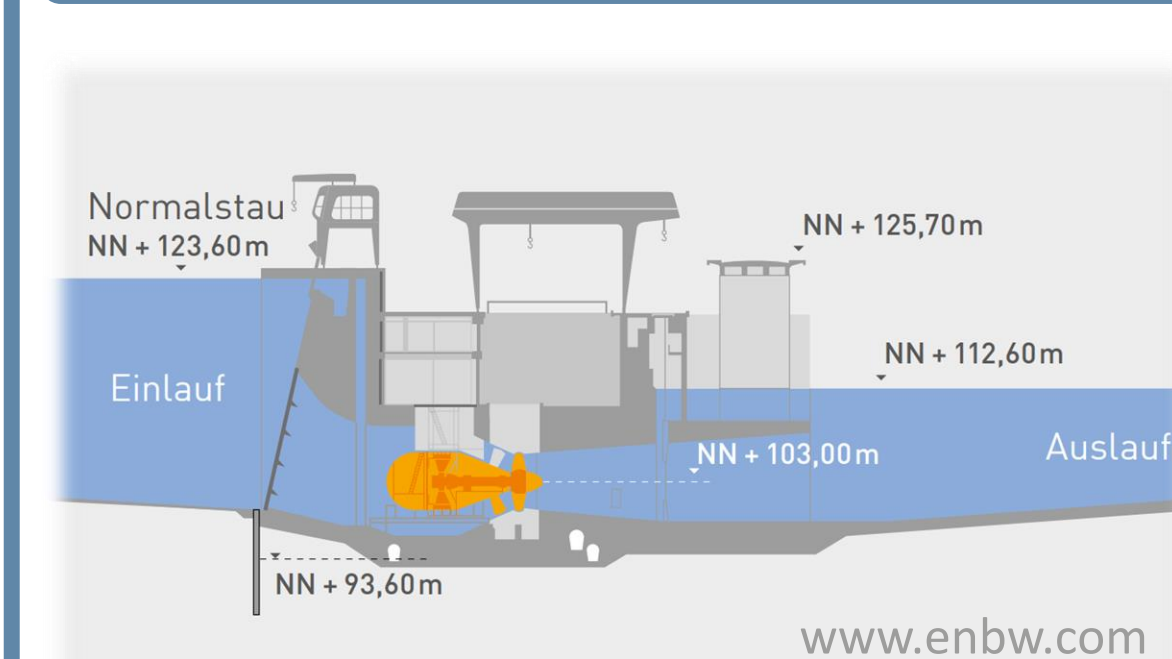 Normalstau
NN + 123,60 m
NN + 125,70 m
NN + 112,60 m
Einlauf
Auslauf
NN + 103,00 m
NN + 93,60 m
www.enbw.com